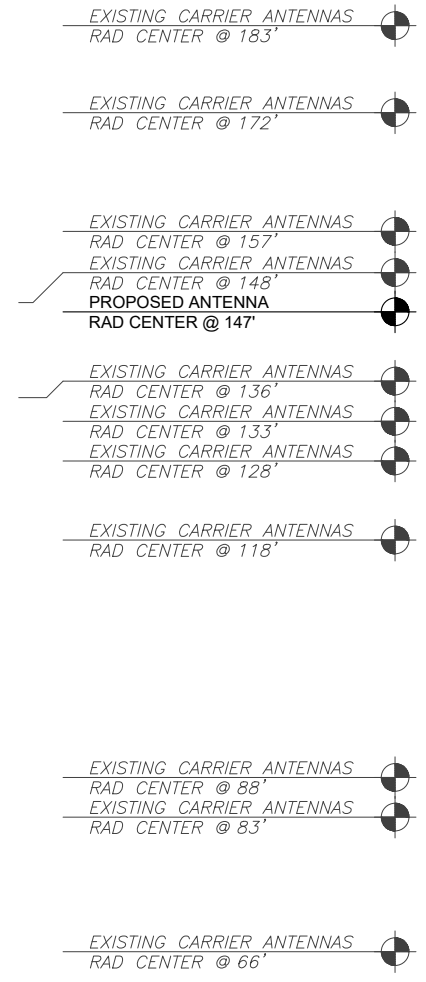 EXISTING CARRIER ANTENNAS
RAD CENTER @ 183'
EXISTING CARRIER ANTENNAS
RAD CENTER @ 172'
EXISTING CARRIER ANTENNAS
RAD CENTER @ 157'
EXISTING CARRIER ANTENNAS
RAD CENTER @ 148'
PROPOSED ANTENNA
RAD CENTER @ 147'
EXISTING CARRIER ANTENNAS
RAD CENTER @ 136'
EXISTING CARRIER ANTENNAS
RAD CENTER @ 133'
EXISTING CARRIER ANTENNAS
RAD CENTER @ 128'
EXISTING CARRIER ANTENNAS
RAD CENTER @ 118'
EXISTING CARRIER ANTENNAS
RAD CENTER @ 88'
EXISTING CARRIER ANTENNAS
RAD CENTER @ 83'
EXISTING CARRIER ANTENNAS
RAD CENTER @ 66'